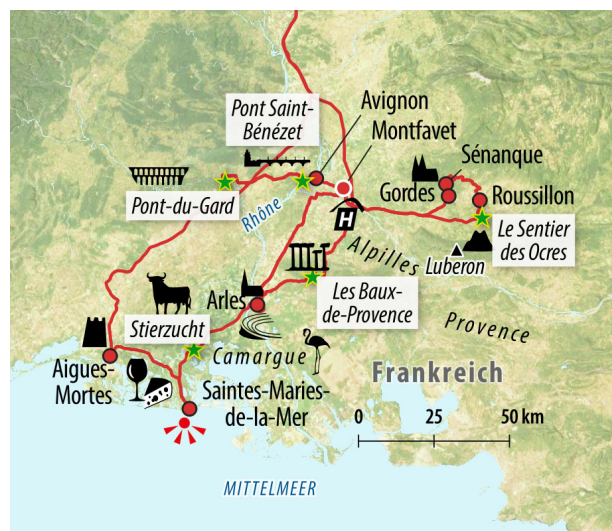 Pont Saint-
Bénézet
Avignon
Montfavet
Sénanque
Gordes
Roussillon
Pont-du-Gard
Rhône
H
Le Sentier
des Ocres
Alpilles
Luberon
Les Baux-
de-Provence
Arles
Stierzucht
Provence
Camargue
Aigues-
Mortes
Frankreich
Saintes-Maries-
de-la-Mer
0 25 50 km
MITTELMEER